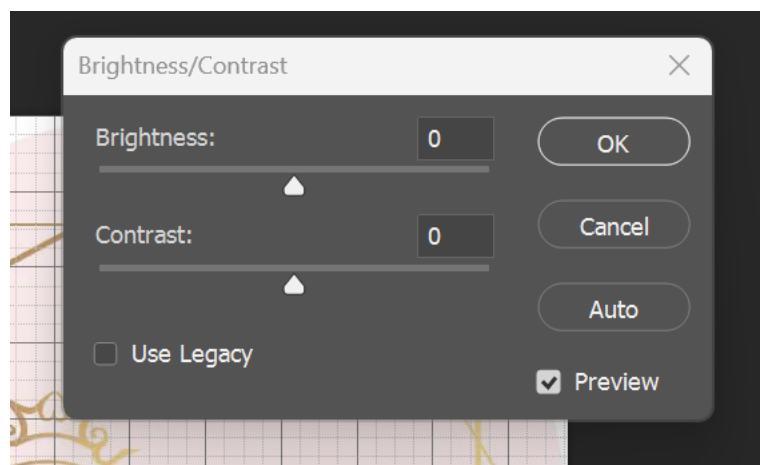 Brightness/Contrast
Brightness:
0
OK
Contrast:
0
Cancel
Auto
Use Legacy
Preview